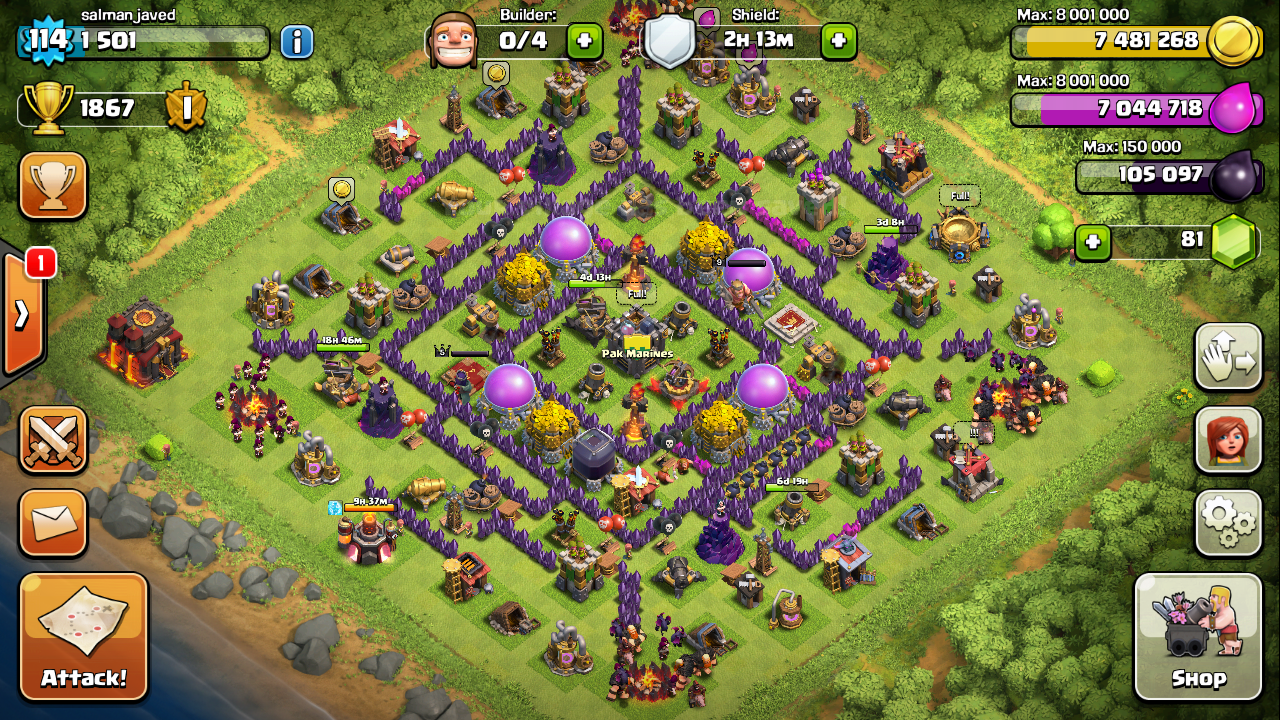 salman javed
114
1 501
i
Builder:
0/4
Shield:
2h 13m
Max: 8 001 000
7 481 268
Max: 8 001 000
7 044 718
Max: 150 000
105 097
81
1867
I
1
Full!
3d 8h
9
4d 13h
Full!
Pak Marines
18h 46m
5
!!!
6d 19h
9h 37m
Attack!
Shop